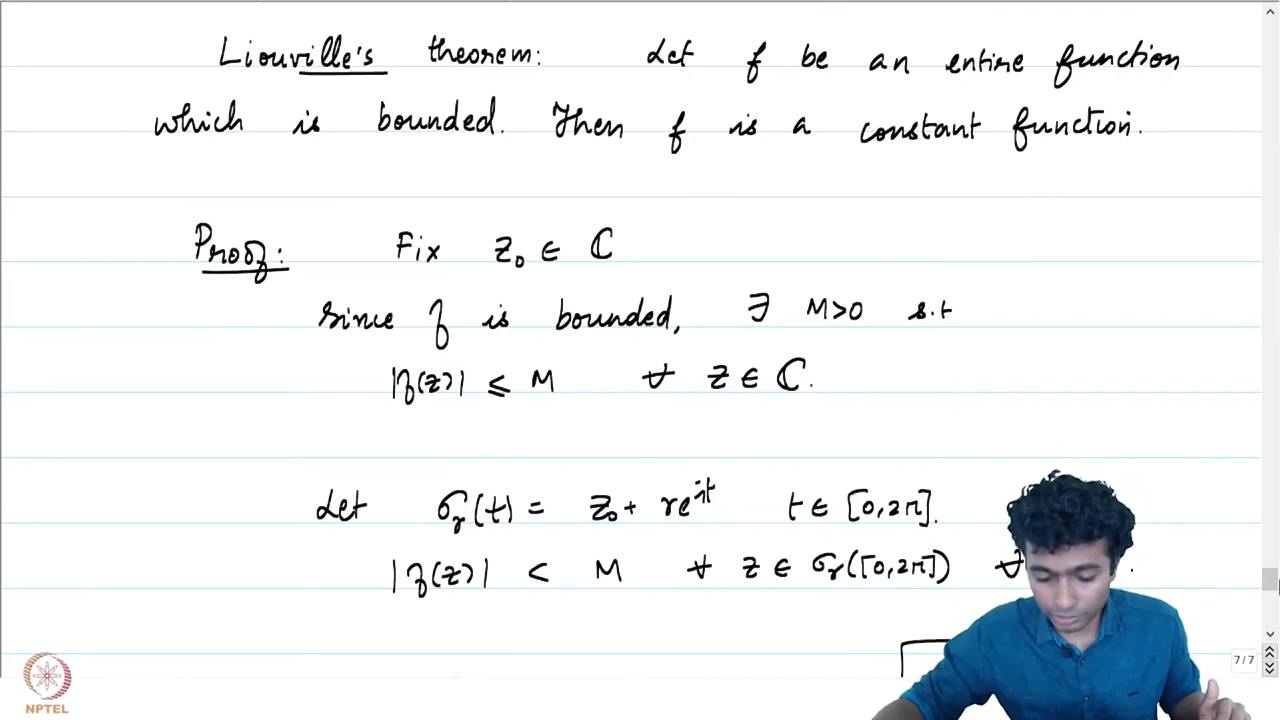 Liouville's theorem: Let f be an entire function
which is bounded. Then f is a constant function.
Proof: Fix z₀ ∈ ℂ
since f is bounded, ∃ M>0 s.t
|f(z)| ≤ M ∀ z ∈ ℂ.
Let σᵣ(t) = z₀ + re^{it} t ∈ [0,2π].
|f(z)| < M ∀ z ∈ σᵣ([0,2π]) ∀
7/7
NPTEL